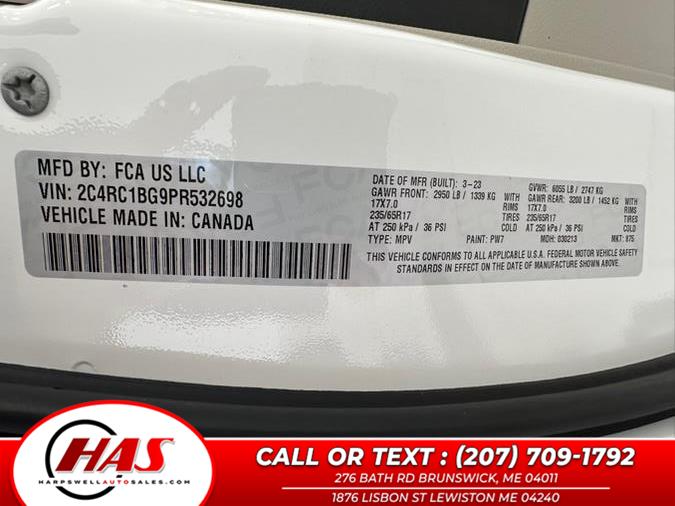 MFD BY: FCA US LLC
VIN: 2C4RC1BG9PR532698
VEHICLE MADE IN: CANADA
DATE OF MFR (BUILT): 3-23 GVWR: 6055 LB / 2747 KG
GAWR FRONT: 2950 LB / 1339 KG GAWR REAR: 3200 LB / 1452 KG
17X7.0 RIMS 17X7.0 RIMS
235/65R17 TIRES 235/65R17 TIRES
AT 250 kPa / 36 PSI COLD AT 250 kPa / 36 PSI COLD
TYPE: MPV PAINT: PW7 MDH: 030213 MKT: 875
THIS VEHICLE CONFORMS TO ALL APPLICABLE U.S.A. FEDERAL MOTOR VEHICLE SAFETY
STANDARDS IN EFFECT ON THE DATE OF MANUFACTURE SHOWN ABOVE.
HAS
HARPSWELLAUTOSALES.COM
CALL OR TEXT : (207) 709-1792
276 BATH RD BRUNSWICK, ME 04011
1876 LISBON ST LEWISTON ME 04240